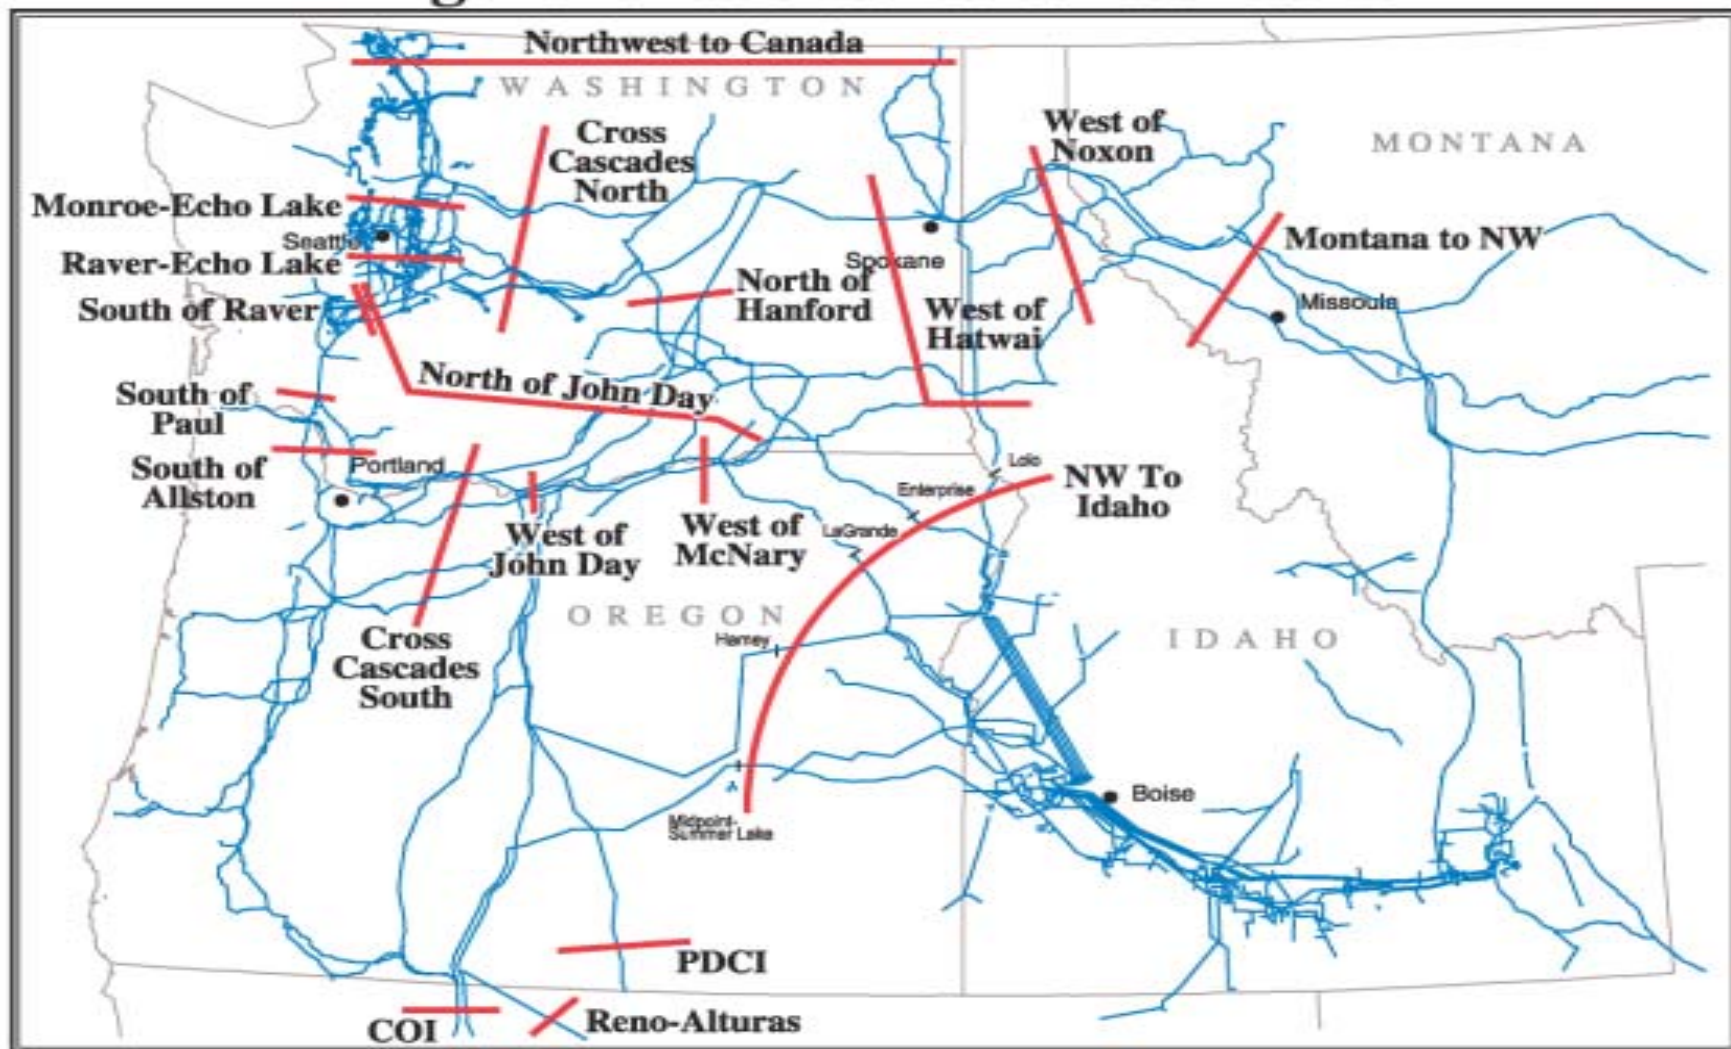 Northwest to Canada
WASHINGTON
Cross
Cascades
North
West of
Noxon
MONTANA
Monroe-Echo Lake
Seattle
Raver-Echo Lake
South of Raver
Spokane
North of
Hanford
West of
Hatwai
Montana to NW
Missoula
North of John Day
South of
Paul
South of
Allston
Portland
Lolo
Enterprise
LaGrande
NW To
Idaho
West of
John Day
West of
McNary
OREGON
Harney
IDAHO
Cross
Cascades
South
Boise
Midpoint-
Summer Lake
PDCI
COI
Reno-Alturas